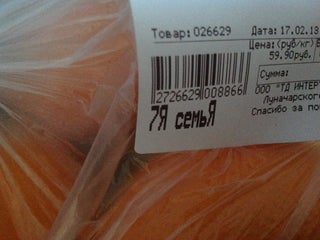 Товар: 026629 Дата: 17.02.13
Цена: (руб/кг)
59.90руб.
Сумма:
2726629 008866
ООО "ТД ИНТЕР
7Я семьЯ
Луначарского
Спасибо за по